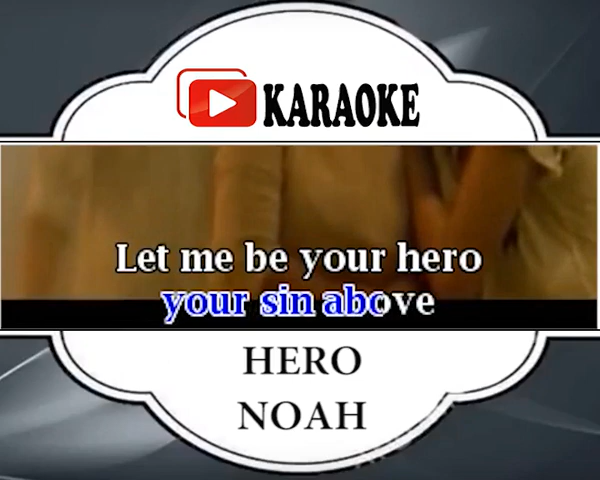 KARAOKE
Let me be your hero
your sin above
HERO
NOAH